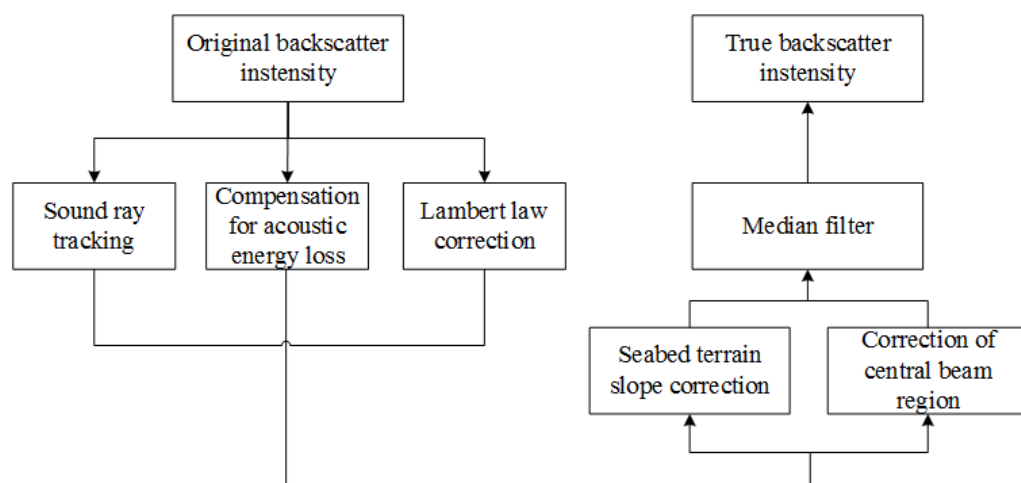 Original backscatter
instensity
Sound ray
tracking
Compensation
for acoustic
energy loss
Lambert law
correction
True backscatter
instensity
Median filter
Seabed terrain
slope correction
Correction of
central beam
region